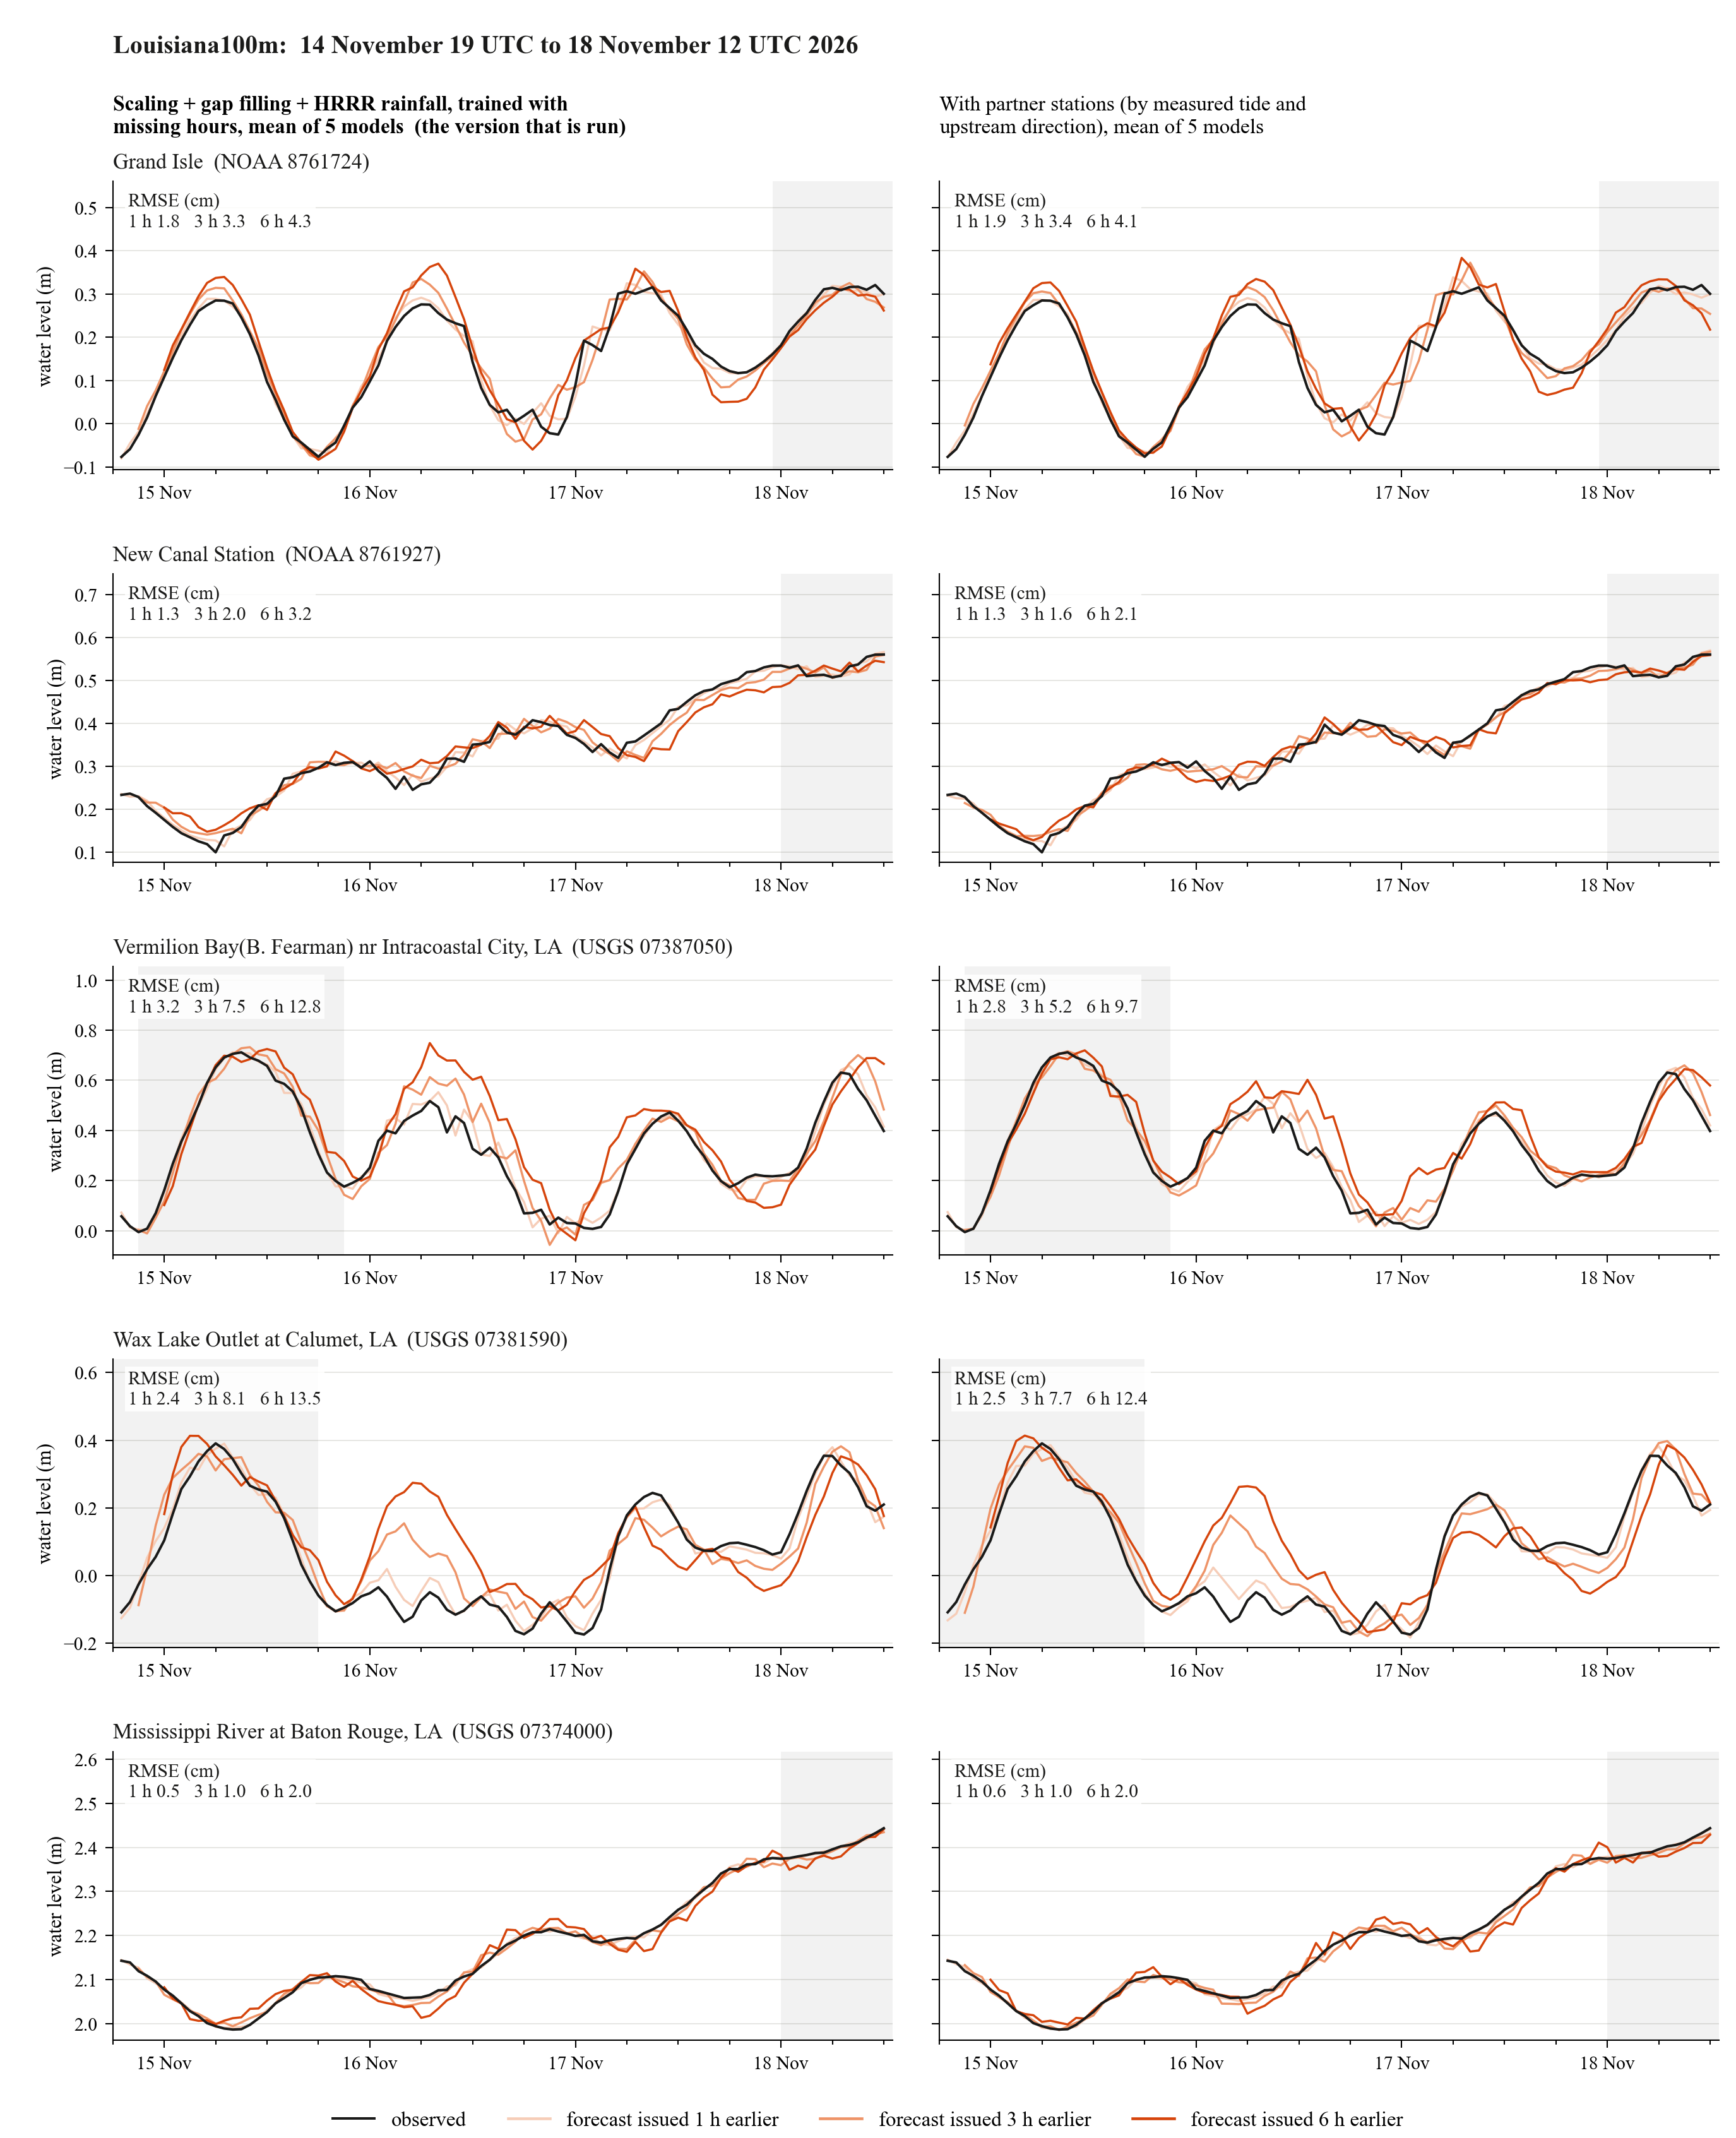 Louisiana100m:  14 November 19 UTC to 18 November 12 UTC 2026
Scaling + gap filling + HRRR rainfall, trained with
missing hours, mean of 5 models  (the version that is run)
With partner stations (by measured tide and
upstream direction), mean of 5 models
Grand Isle  (NOAA 8761724)
RMSE (cm)
1 h 1.8   3 h 3.3   6 h 4.3
RMSE (cm)
1 h 1.9   3 h 3.4   6 h 4.1
water level (m)
0.5
0.4
0.3
0.2
0.1
0.0
−0.1
15 Nov   16 Nov   17 Nov   18 Nov
15 Nov   16 Nov   17 Nov   18 Nov
New Canal Station  (NOAA 8761927)
RMSE (cm)
1 h 1.3   3 h 2.0   6 h 3.2
RMSE (cm)
1 h 1.3   3 h 1.6   6 h 2.1
water level (m)
0.7
0.6
0.5
0.4
0.3
0.2
0.1
15 Nov   16 Nov   17 Nov   18 Nov
15 Nov   16 Nov   17 Nov   18 Nov
Vermilion Bay(B. Fearman) nr Intracoastal City, LA  (USGS 07387050)
RMSE (cm)
1 h 3.2   3 h 7.5   6 h 12.8
RMSE (cm)
1 h 2.8   3 h 5.2   6 h 9.7
water level (m)
1.0
0.8
0.6
0.4
0.2
0.0
15 Nov   16 Nov   17 Nov   18 Nov
15 Nov   16 Nov   17 Nov   18 Nov
Wax Lake Outlet at Calumet, LA  (USGS 07381590)
RMSE (cm)
1 h 2.4   3 h 8.1   6 h 13.5
RMSE (cm)
1 h 2.5   3 h 7.7   6 h 12.4
water level (m)
0.6
0.4
0.2
0.0
−0.2
15 Nov   16 Nov   17 Nov   18 Nov
15 Nov   16 Nov   17 Nov   18 Nov
Mississippi River at Baton Rouge, LA  (USGS 07374000)
RMSE (cm)
1 h 0.5   3 h 1.0   6 h 2.0
RMSE (cm)
1 h 0.6   3 h 1.0   6 h 2.0
water level (m)
2.6
2.5
2.4
2.3
2.2
2.1
2.0
15 Nov   16 Nov   17 Nov   18 Nov
15 Nov   16 Nov   17 Nov   18 Nov
observed   forecast issued 1 h earlier   forecast issued 3 h earlier   forecast issued 6 h earlier